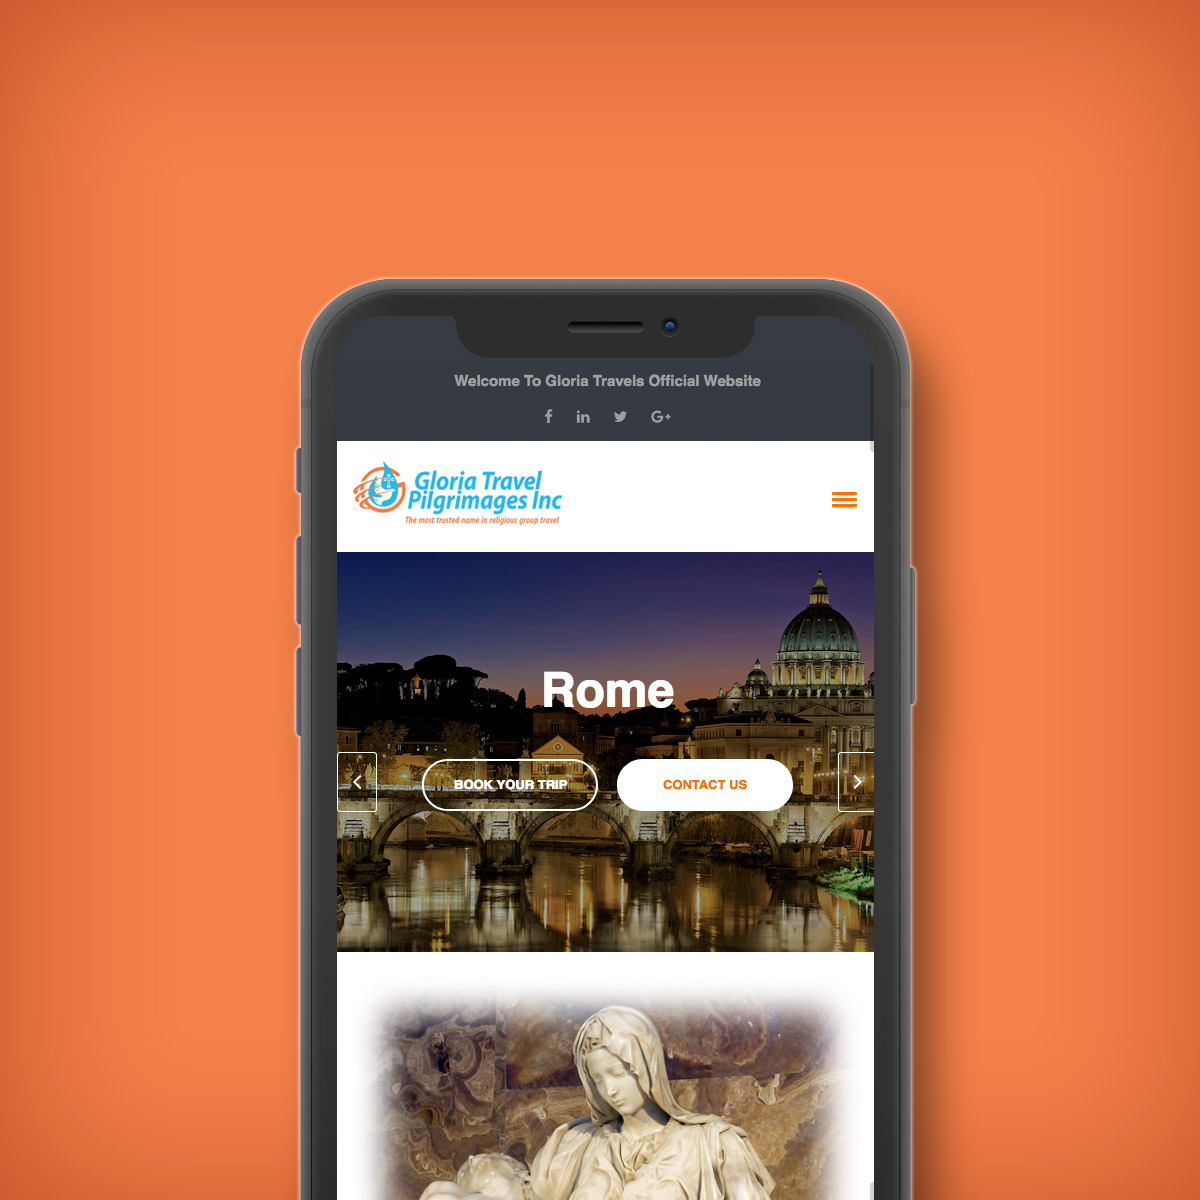 Welcome To Gloria Travels Official Website
Gloria Travel
Pilgrimages Inc
The most trusted name in religious group travel
Rome
BOOK YOUR TRIP
CONTACT US